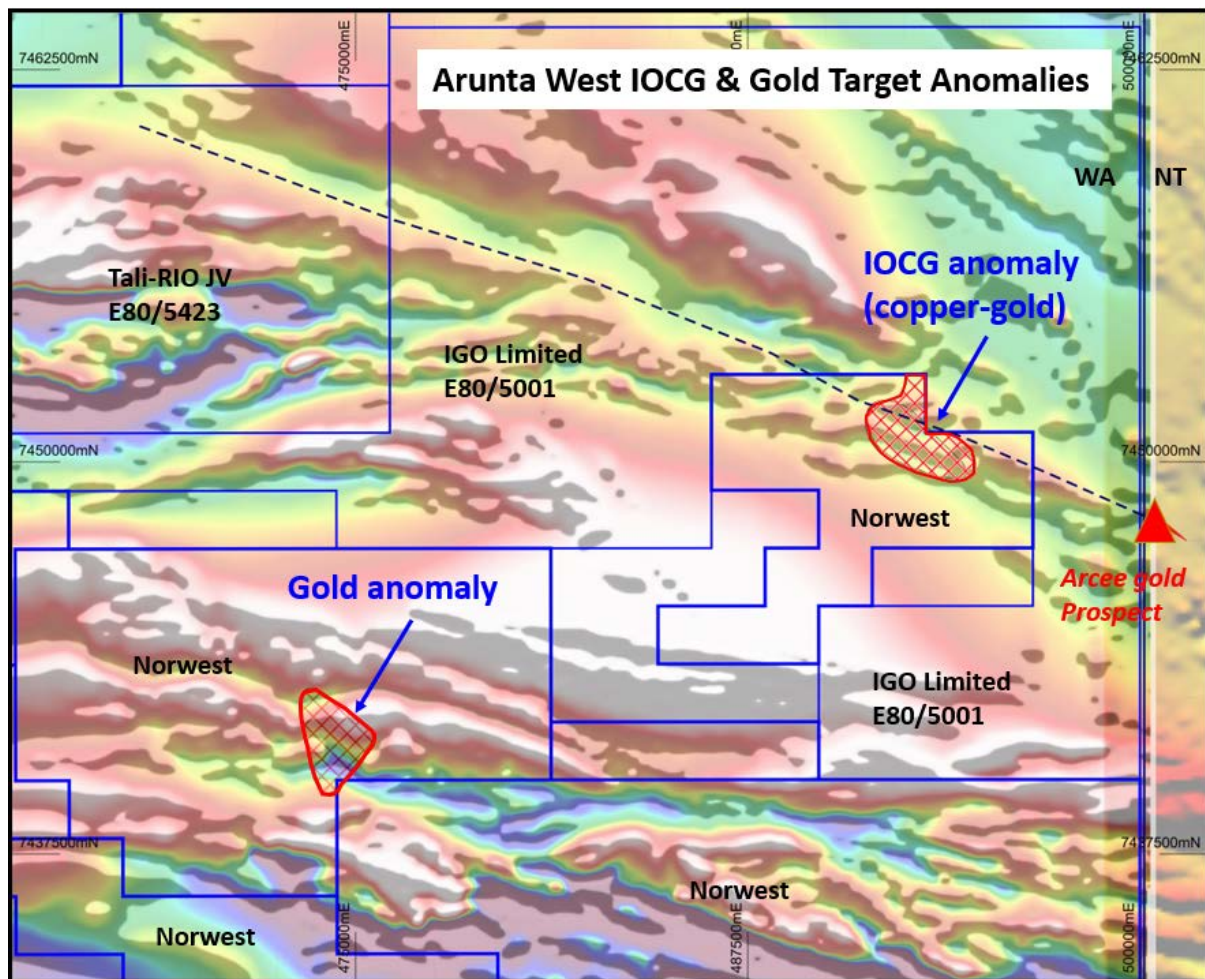 475000mE
500000mE
7462500mN
7462500mN
Arunta West IOCG & Gold Target Anomalies
WA
NT
IOCG anomaly
(copper-gold)
Tali-RIO JV
E80/5423
IGO Limited
E80/5001
7450000mN
7450000mN
Norwest
Gold anomaly
Arcee gold
Prospect
Norwest
IGO Limited
E80/5001
7437500mN
7437500mN
Norwest
Norwest
475000mE
487500mE
500000mE